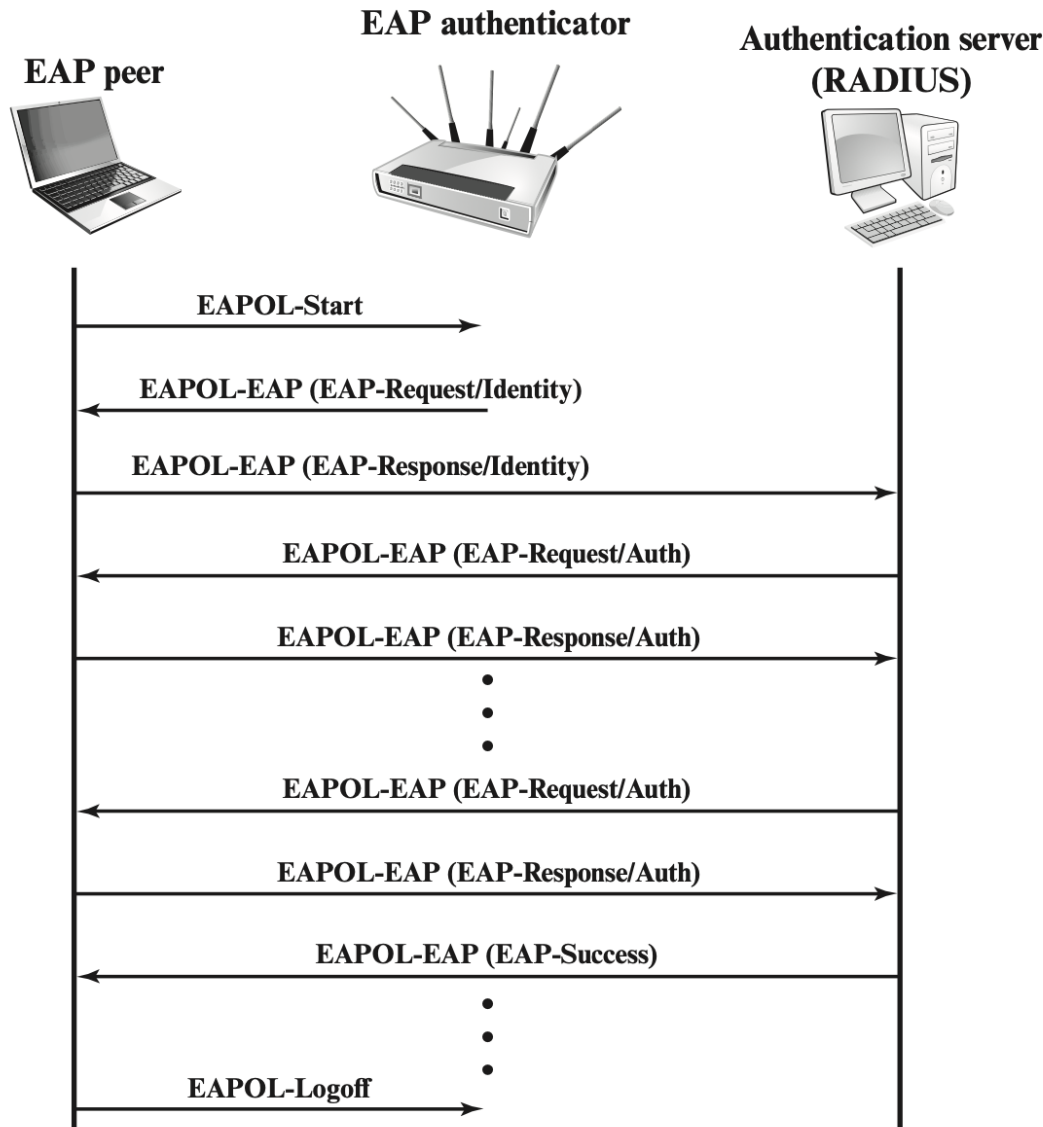 EAP peer
EAP authenticator
Authentication server
(RADIUS)
EAPOL-Start
EAPOL-EAP (EAP-Request/Identity)
EAPOL-EAP (EAP-Response/Identity)
EAPOL-EAP (EAP-Request/Auth)
EAPOL-EAP (EAP-Response/Auth)
EAPOL-EAP (EAP-Request/Auth)
EAPOL-EAP (EAP-Response/Auth)
EAPOL-EAP (EAP-Success)
EAPOL-Logoff